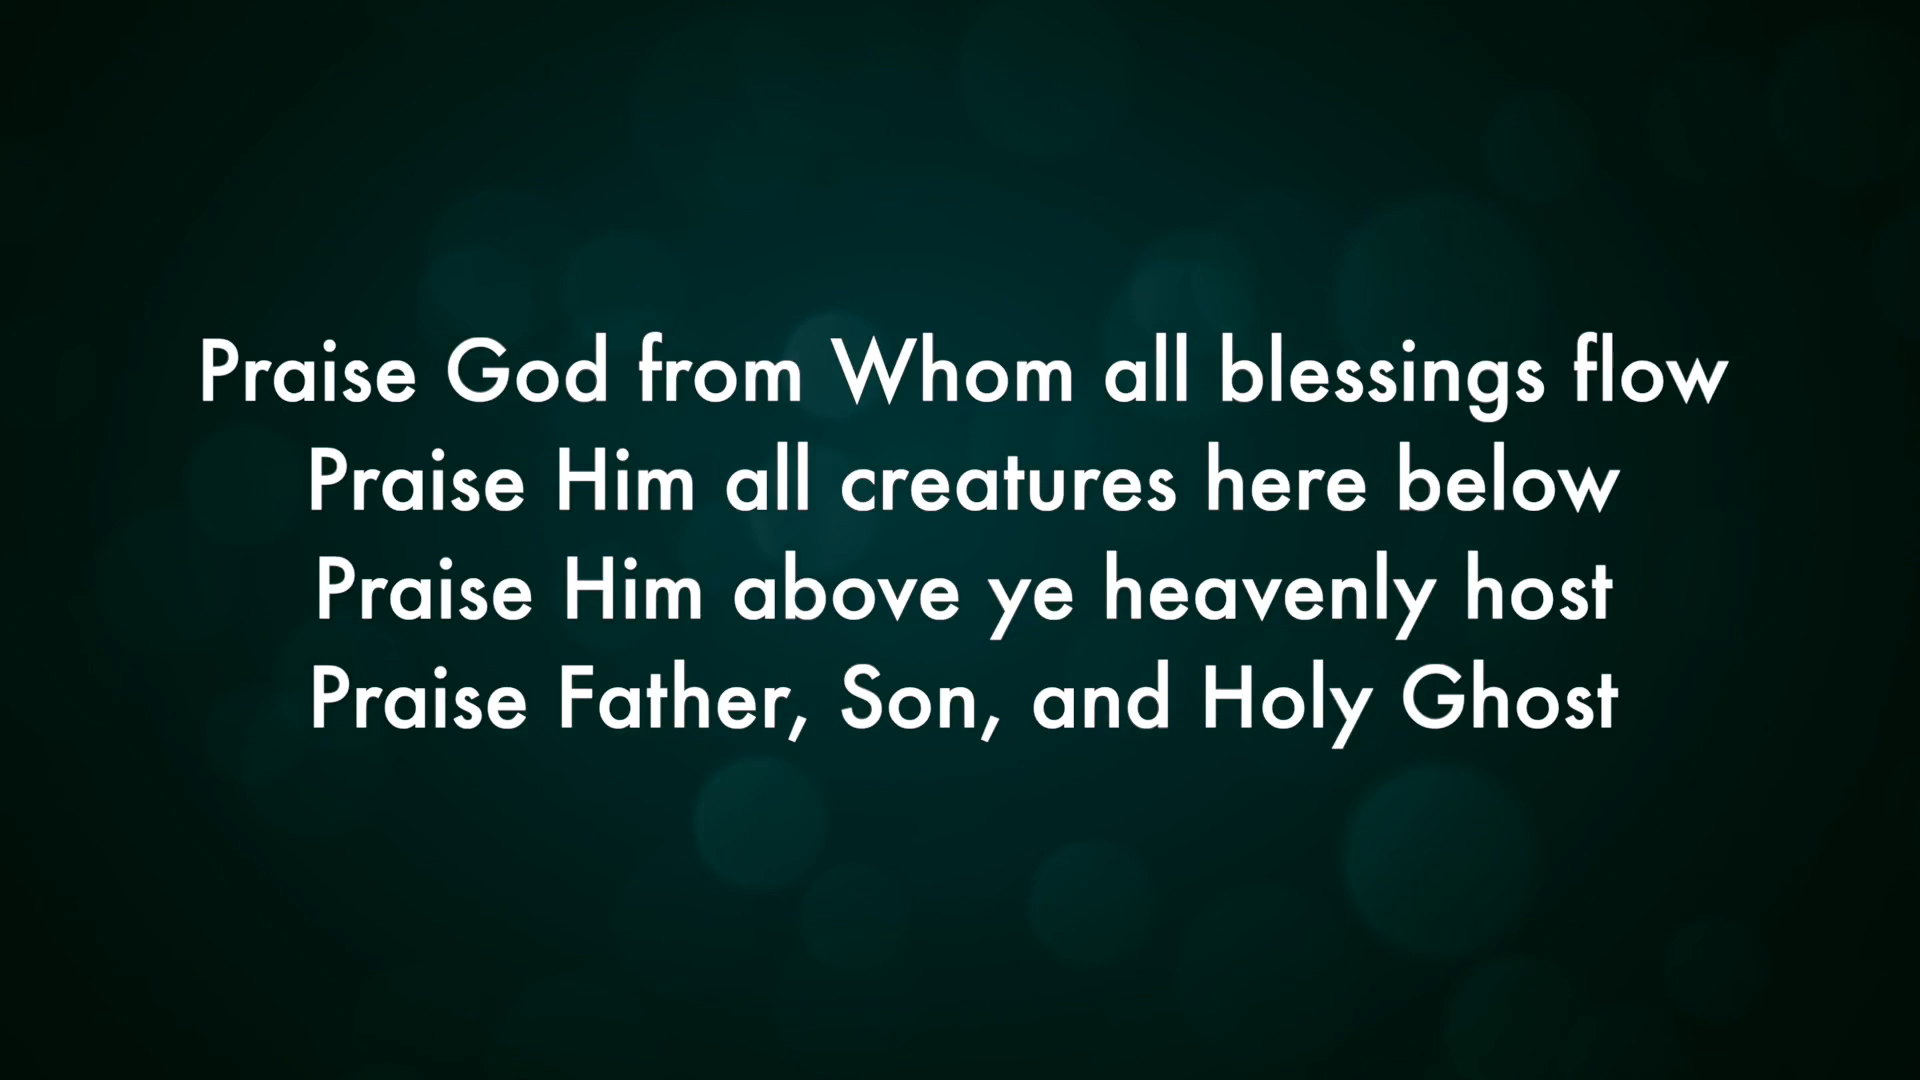 Praise God from Whom all blessings flow
Praise Him all creatures here below
Praise Him above ye heavenly host
Praise Father, Son, and Holy Ghost